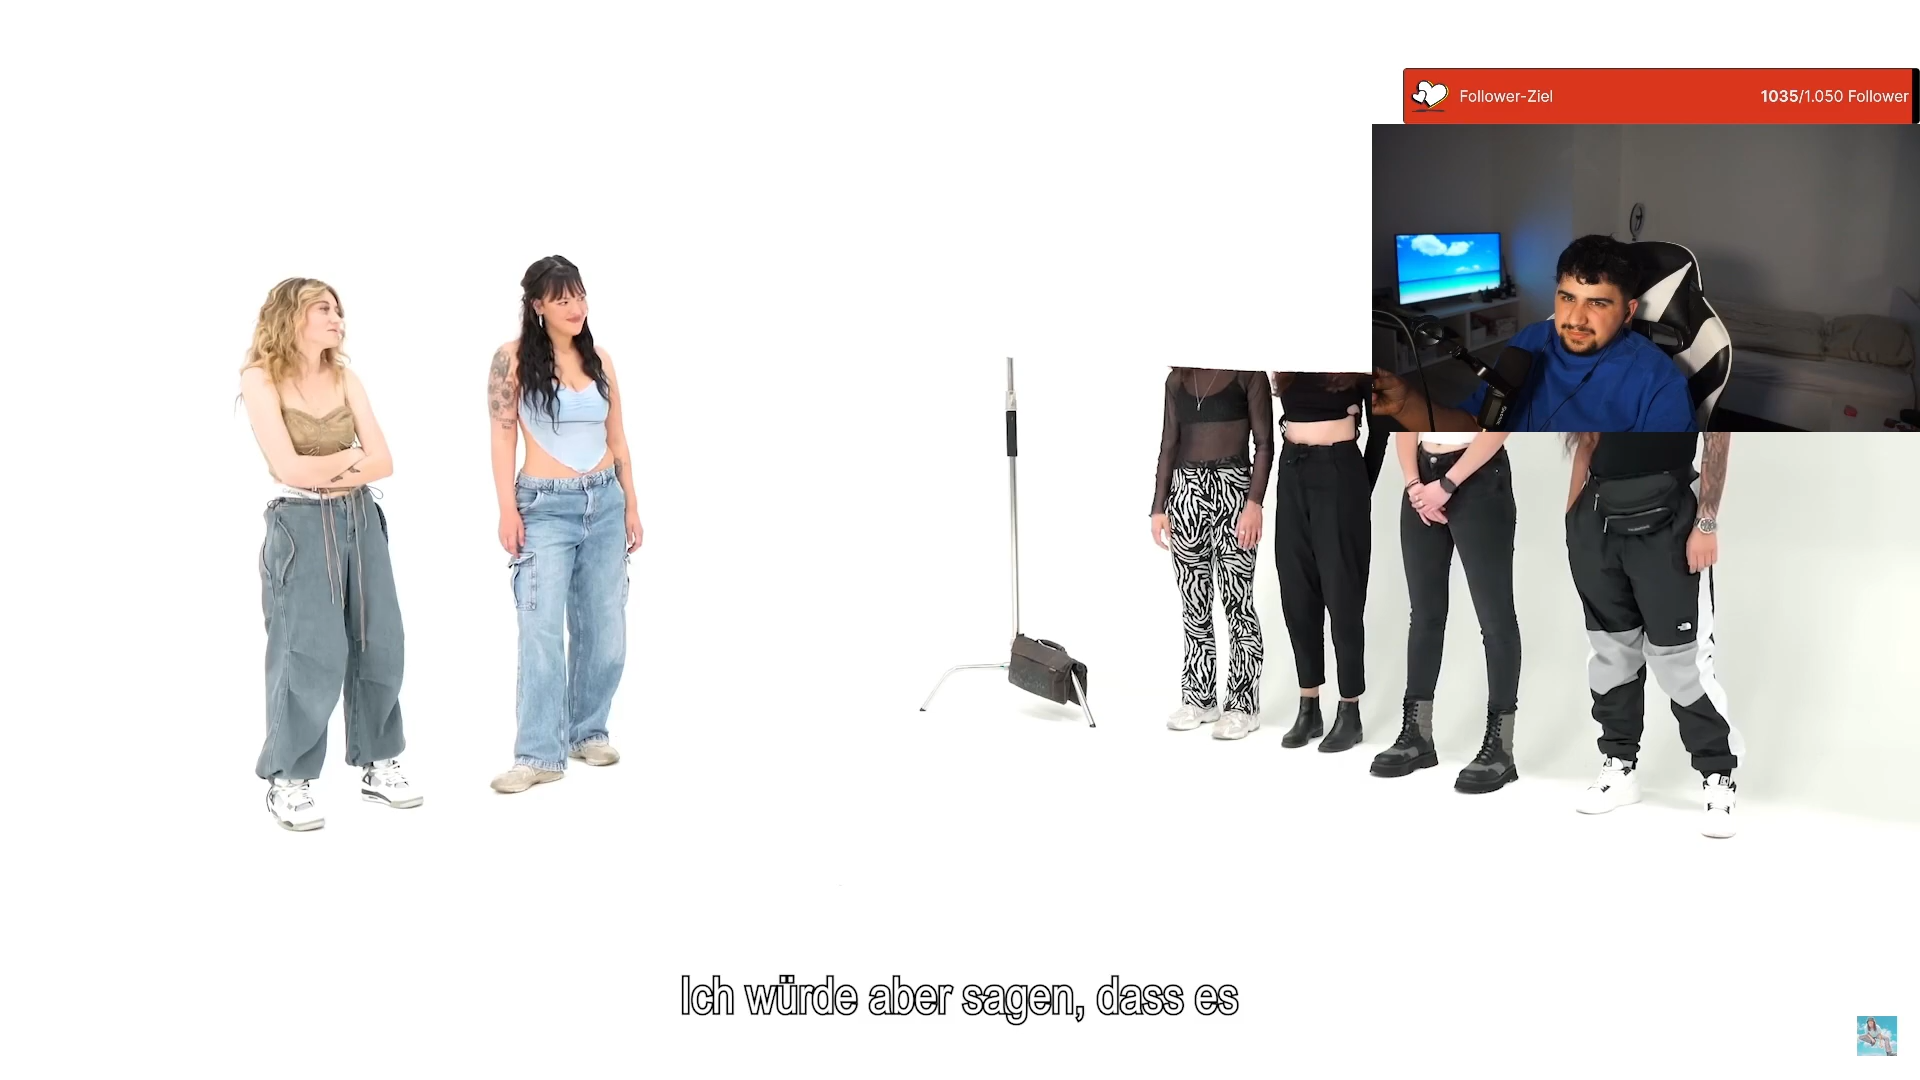 Follower-Ziel 1035/1.050 Follower
Ich würde aber sagen, dass es